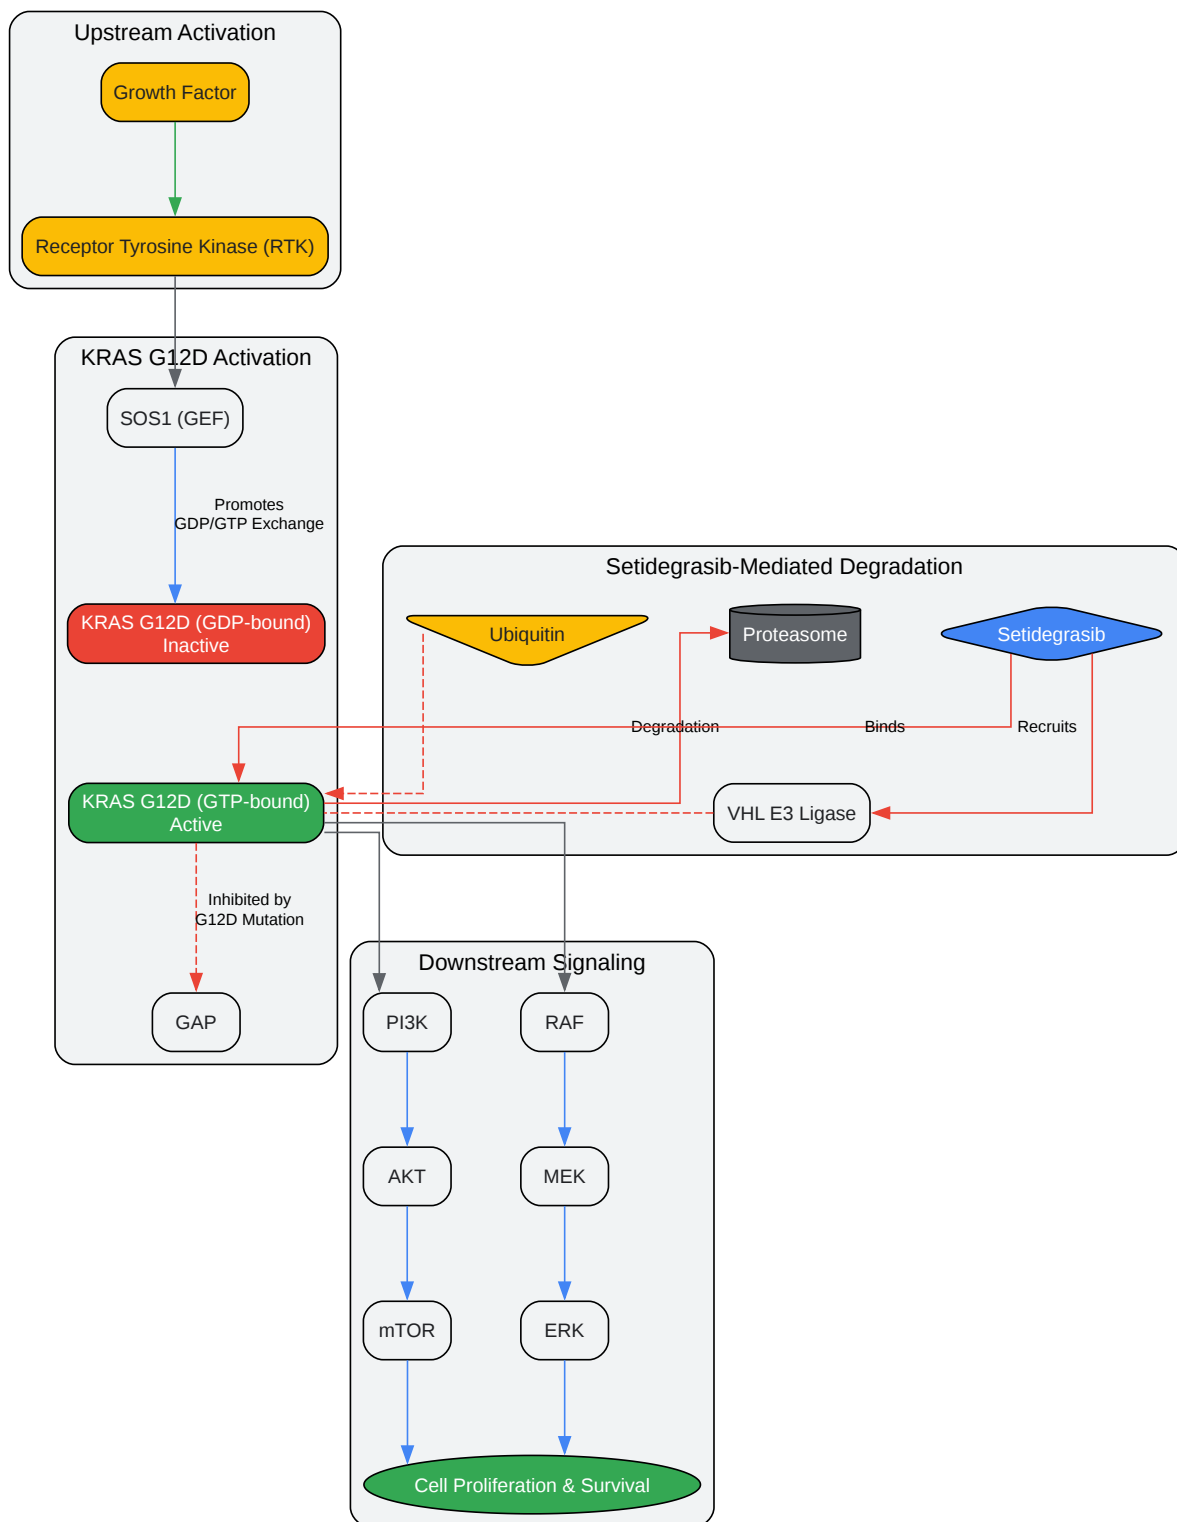 Upstream Activation
Growth Factor
Receptor Tyrosine Kinase (RTK)
KRAS G12D Activation
SOS1 (GEF)
Promotes
GDP/GTP Exchange
KRAS G12D (GDP-bound)
Inactive
Setidegrasib-Mediated Degradation
Ubiquitin
Proteasome
Setidegrasib
Degradation
Binds
Recruits
KRAS G12D (GTP-bound)
Active
VHL E3 Ligase
Inhibited by
G12D Mutation
GAP
Downstream Signaling
PI3K
RAF
AKT
MEK
mTOR
ERK
Cell Proliferation & Survival